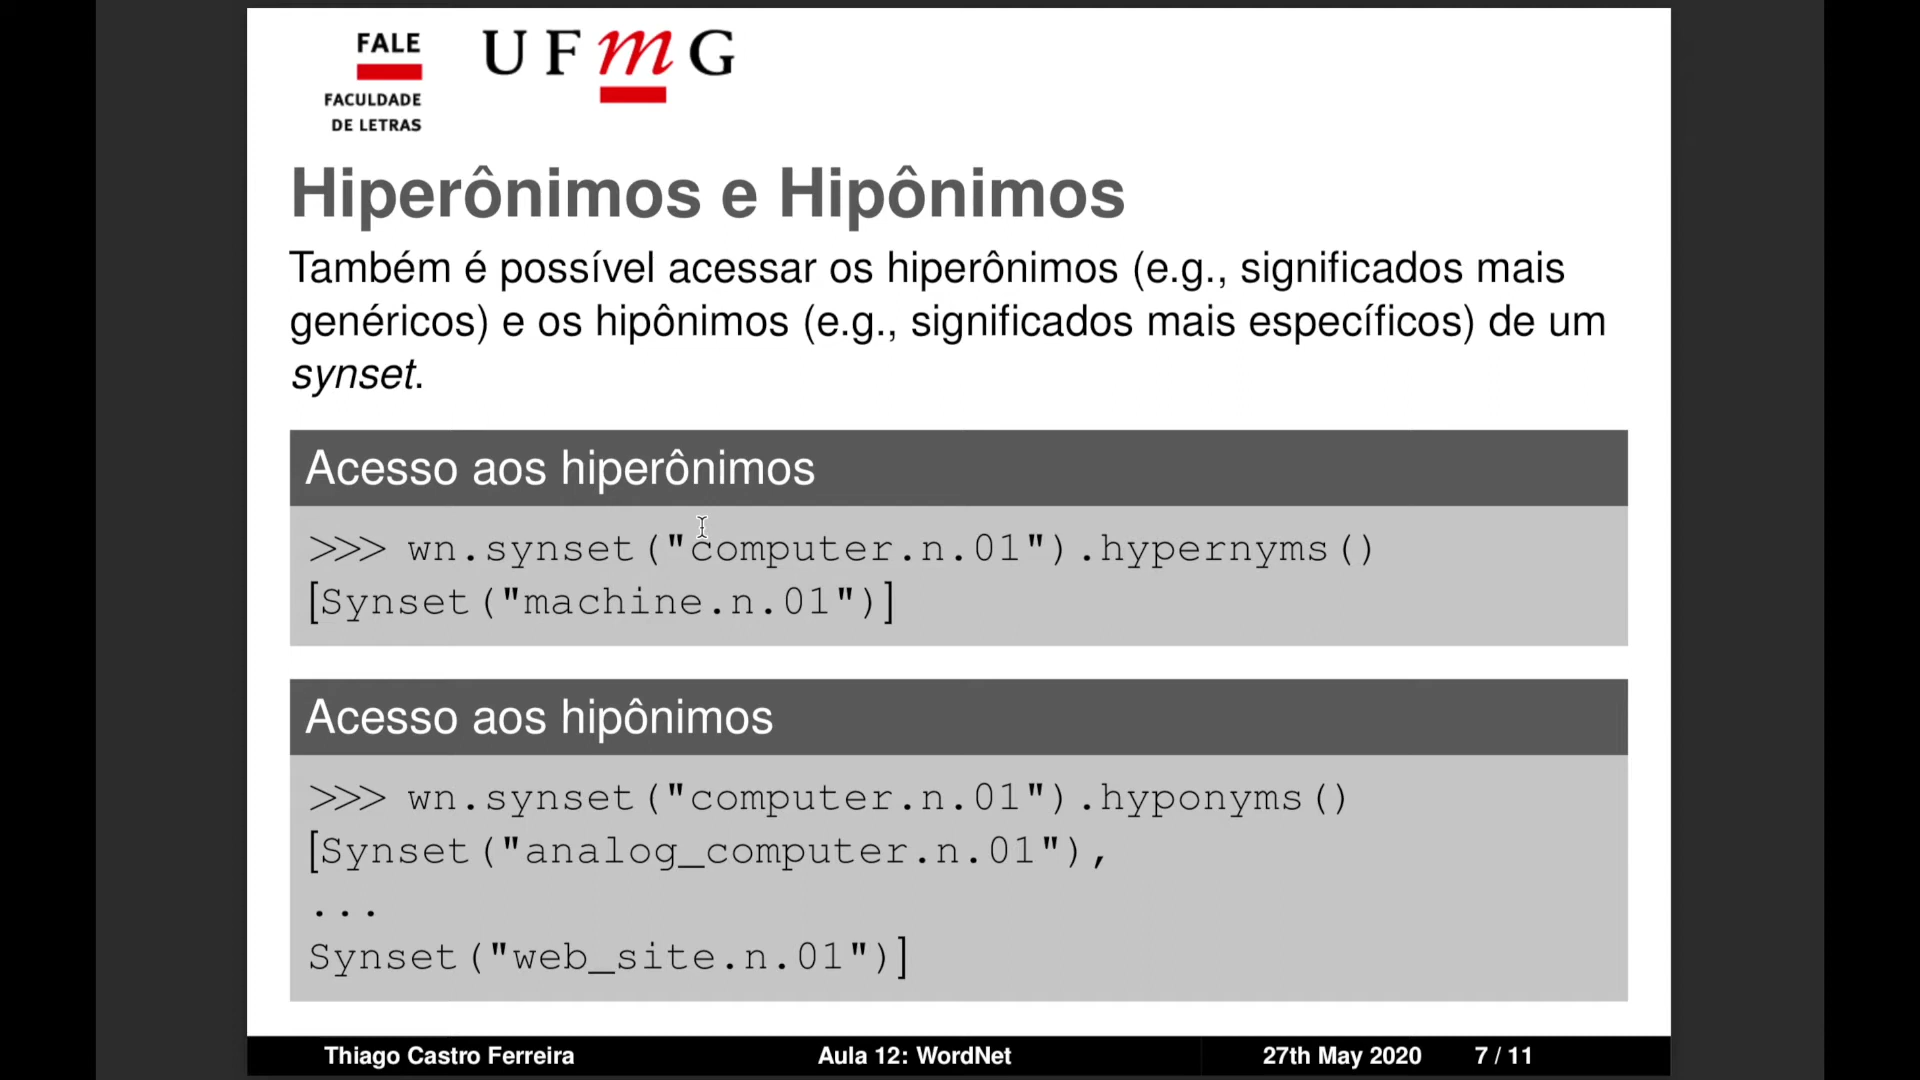 FALE
FACULDADE
DE LETRAS
UFmG
Hiperônimos e Hipônimos
Também é possível acessar os hiperônimos (e.g., significados mais
genéricos) e os hipônimos (e.g., significados mais específicos) de um
synset.
Acesso aos hiperônimos
>>> wn.synset("computer.n.01").hypernyms()
[Synset("machine.n.01")]
Acesso aos hipônimos
>>> wn.synset("computer.n.01").hyponyms()
[Synset("analog_computer.n.01"),
...
Synset("web_site.n.01")]
Thiago Castro Ferreira Aula 12: WordNet 27th May 2020 7 / 11